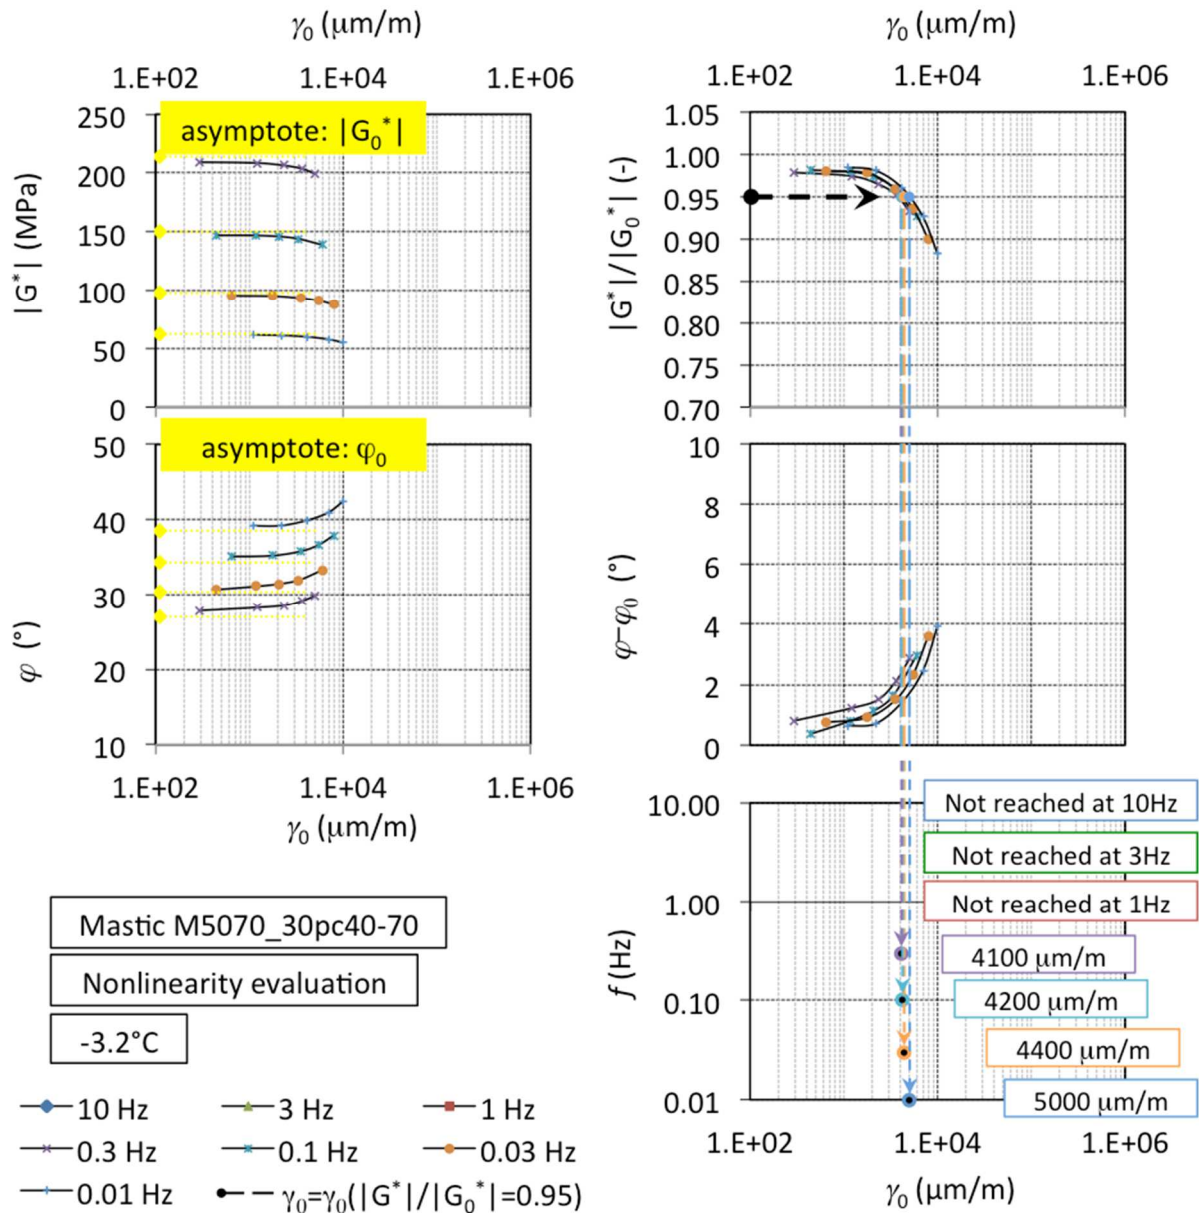 γ₀ (μm/m)
1.E+02 1.E+04 1.E+06
250
200
150
100
50
0
|G*| (MPa)
asymptote: |G₀*|
50
40
30
20
10
φ (°)
asymptote: φ₀
1.E+02 1.E+04 1.E+06
γ₀ (μm/m)
γ₀ (μm/m)
1.E+02 1.E+04 1.E+06
1.05
1.00
0.95
0.90
0.85
0.80
0.75
0.70
|G*|/|G₀*| (-)
10
8
6
4
2
0
φ-φ₀ (°)
10.00
1.00
0.10
0.01
f (Hz)
Not reached at 10Hz
Not reached at 3Hz
Not reached at 1Hz
4100 μm/m
4200 μm/m
4400 μm/m
5000 μm/m
1.E+02 1.E+04 1.E+06
γ₀ (μm/m)
Mastic M5070_30pc40-70
Nonlinearity evaluation
-3.2°C
10 Hz 3 Hz 1 Hz
0.3 Hz 0.1 Hz 0.03 Hz
0.01 Hz γ₀=γ₀(|G*|/|G₀*|=0.95)